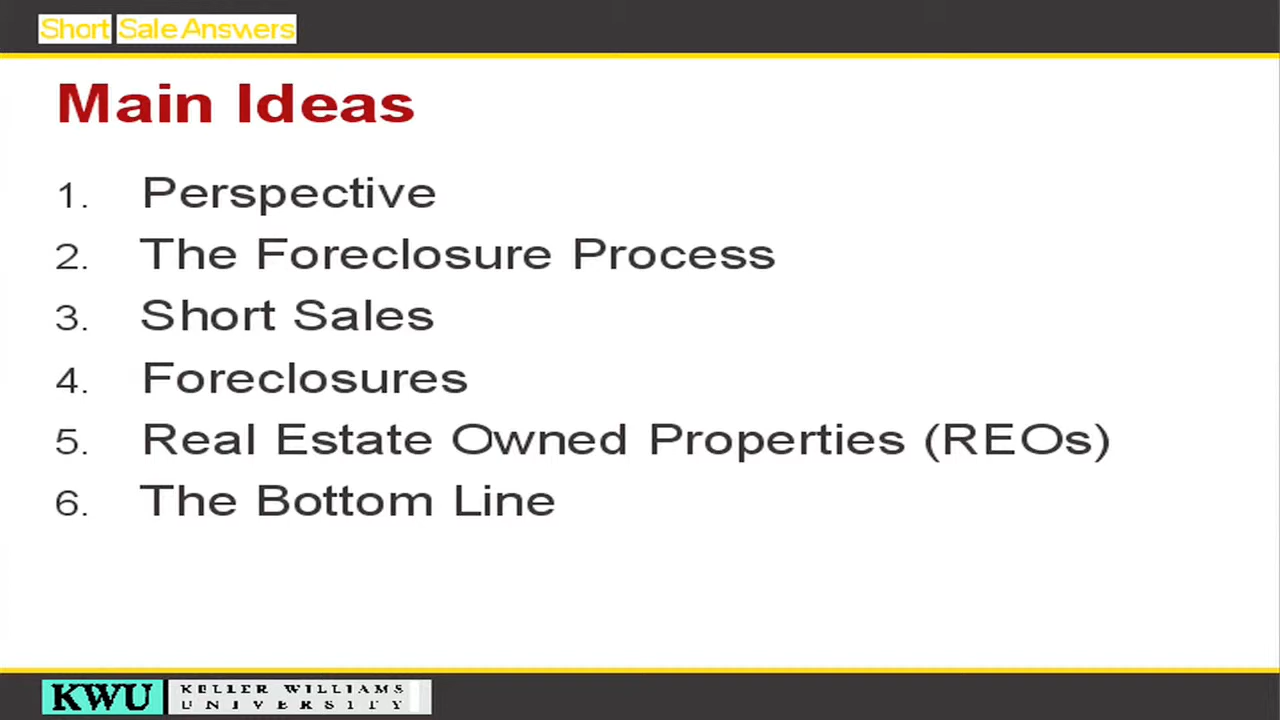 Short Sale Answers
Main Ideas
1. Perspective
2. The Foreclosure Process
3. Short Sales
4. Foreclosures
5. Real Estate Owned Properties (REOs)
6. The Bottom Line
KWU KELLER WILLIAMS
UNIVERSITY